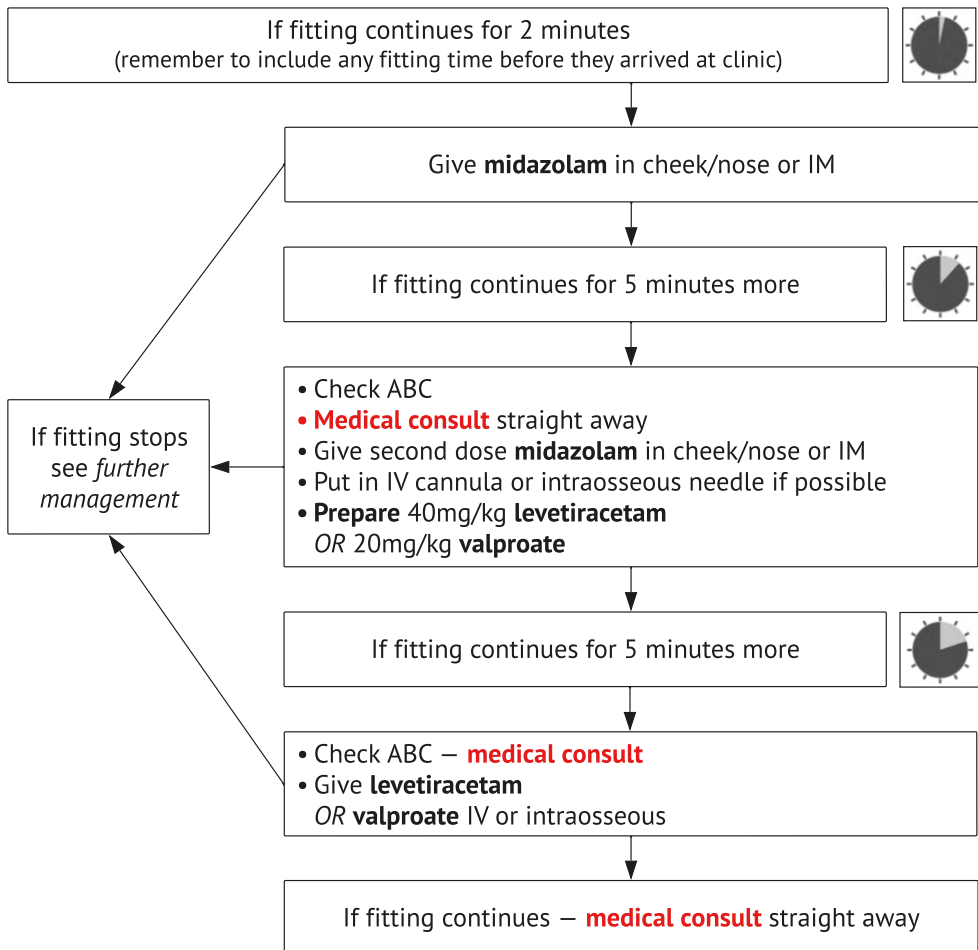 If fitting continues for 2 minutes
(remember to include any fitting time before they arrived at clinic)
Give midazolam in cheek/nose or IM
If fitting continues for 5 minutes more
• Check ABC
• Medical consult straight away
• Give second dose midazolam in cheek/nose or IM
• Put in IV cannula or intraosseous needle if possible
• Prepare 40mg/kg levetiracetam
OR 20mg/kg valproate
If fitting stops
see further
management
If fitting continues for 5 minutes more
• Check ABC — medical consult
• Give levetiracetam
OR valproate IV or intraosseous
If fitting continues — medical consult straight away